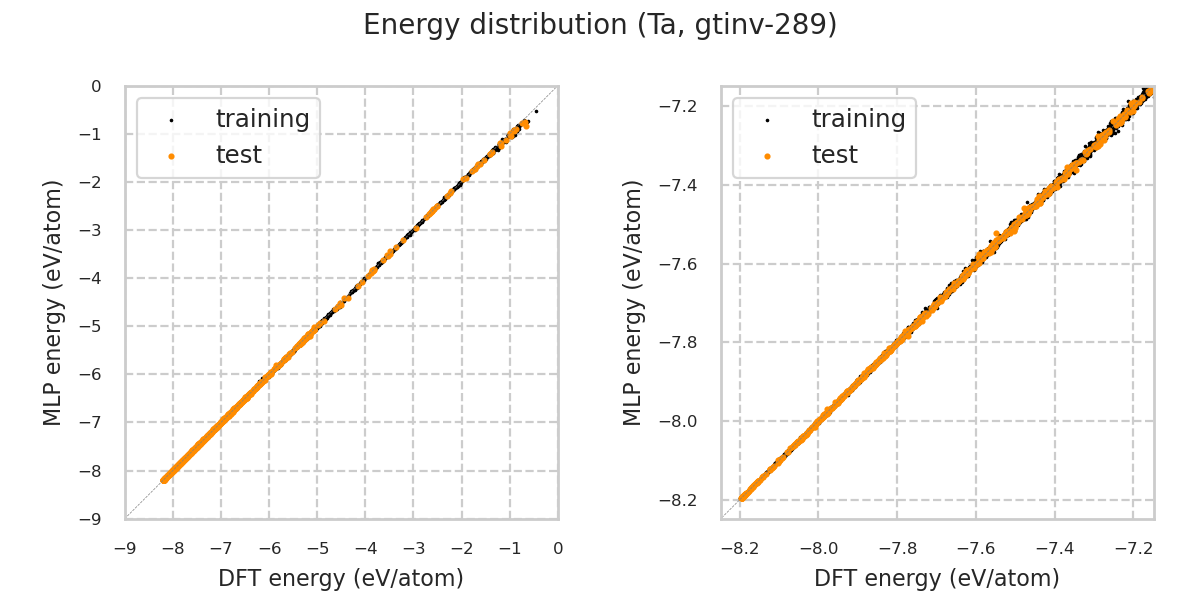 Energy distribution (Ta, gtinv-289)
training
test
0
−1
−2
−3
−4
−5
−6
−7
−8
−9
MLP energy (eV/atom)
−9 −8 −7 −6 −5 −4 −3 −2 −1 0
DFT energy (eV/atom)
training
test
−7.2
−7.4
−7.6
−7.8
−8.0
−8.2
MLP energy (eV/atom)
−8.2 −8.0 −7.8 −7.6 −7.4 −7.2
DFT energy (eV/atom)